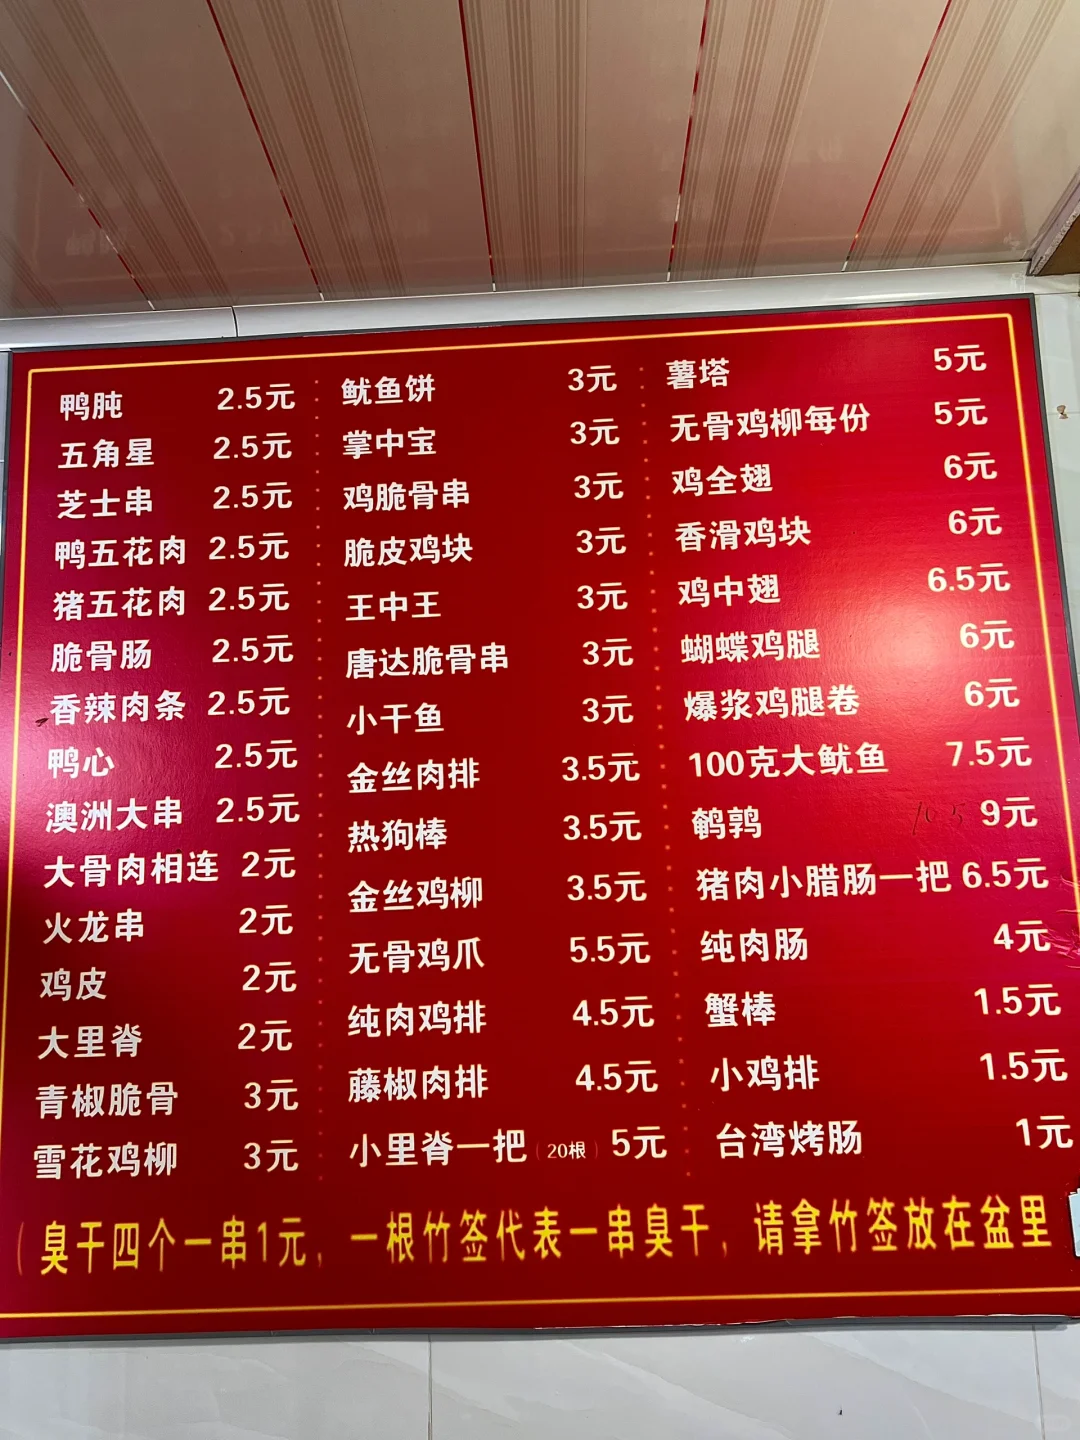 鸭肫 2.5元
五角星 2.5元
芝士串 2.5元
鸭五花肉 2.5元
猪五花肉 2.5元
脆骨肠 2.5元
香辣肉条 2.5元
鸭心 2.5元
澳洲大串 2.5元
大骨肉相连 2元
火龙串 2元
鸡皮 2元
大里脊 2元
青椒脆骨 3元
雪花鸡柳 3元
鱿鱼饼 3元
掌中宝 3元
鸡脆骨串 3元
脆皮鸡块 3元
王中王 3元
唐达脆骨串 3元
小干鱼 3元
金丝肉排 3.5元
热狗棒 3.5元
金丝鸡柳 3.5元
无骨鸡爪 5.5元
纯肉鸡排 4.5元
藤椒肉排 4.5元
小里脊一把（20根）5元
薯塔 5元
无骨鸡柳每份 5元
鸡全翅 6元
香滑鸡块 6元
鸡中翅 6.5元
蝴蝶鸡腿 6元
爆浆鸡腿卷 6元
100克大鱿鱼 7.5元
鹌鹑 9元
猪肉小腊肠一把 6.5元
纯肉肠 4元
蟹棒 1.5元
小鸡排 1.5元
台湾烤肠 1元
（臭干四个一串1元，一根竹签代表一串臭干，请拿竹签放在盆里